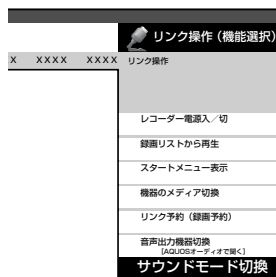 リンク操作（機能選択）
X XXXX XXXX
リンク操作
レコーダー電源入／切
録画リストから再生
スタートメニュー表示
機器のメディア切換
リンク予約（録画予約）
音声出力機器切換
[AQUOSオーディオで聞く]
サウンドモード切換